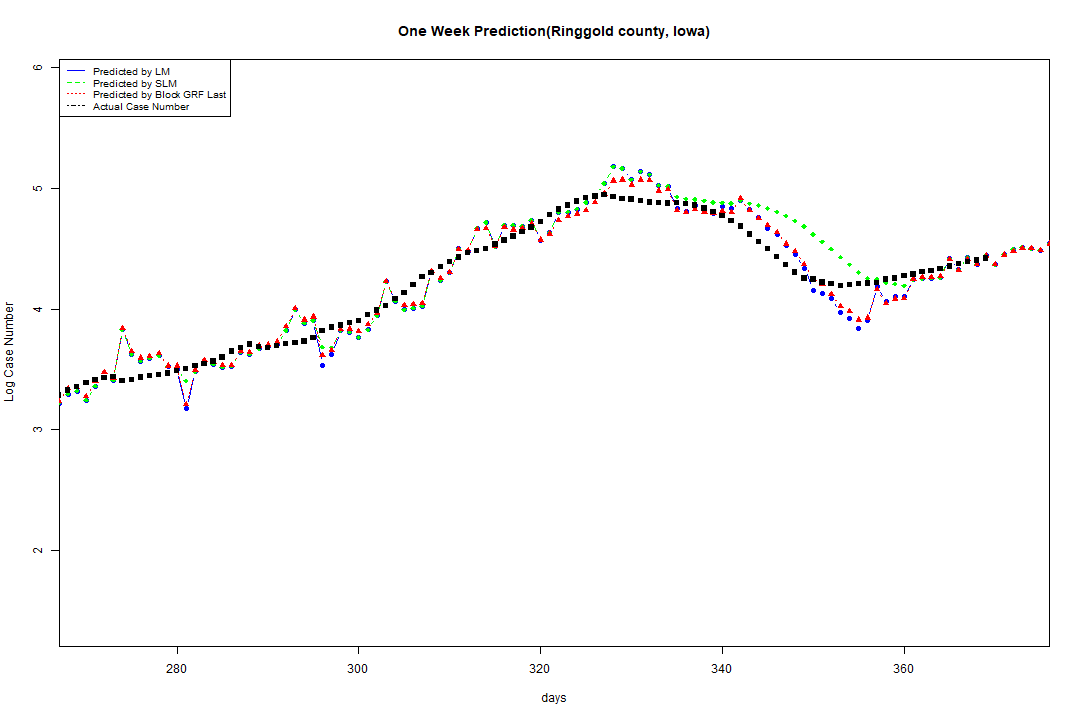 One Week Prediction(Ringgold county, Iowa)
Predicted by LM
Predicted by SLM
Predicted by Block GRF Last
Actual Case Number
6
5
4
3
2
Log Case Number
280 300 320 340 360
days